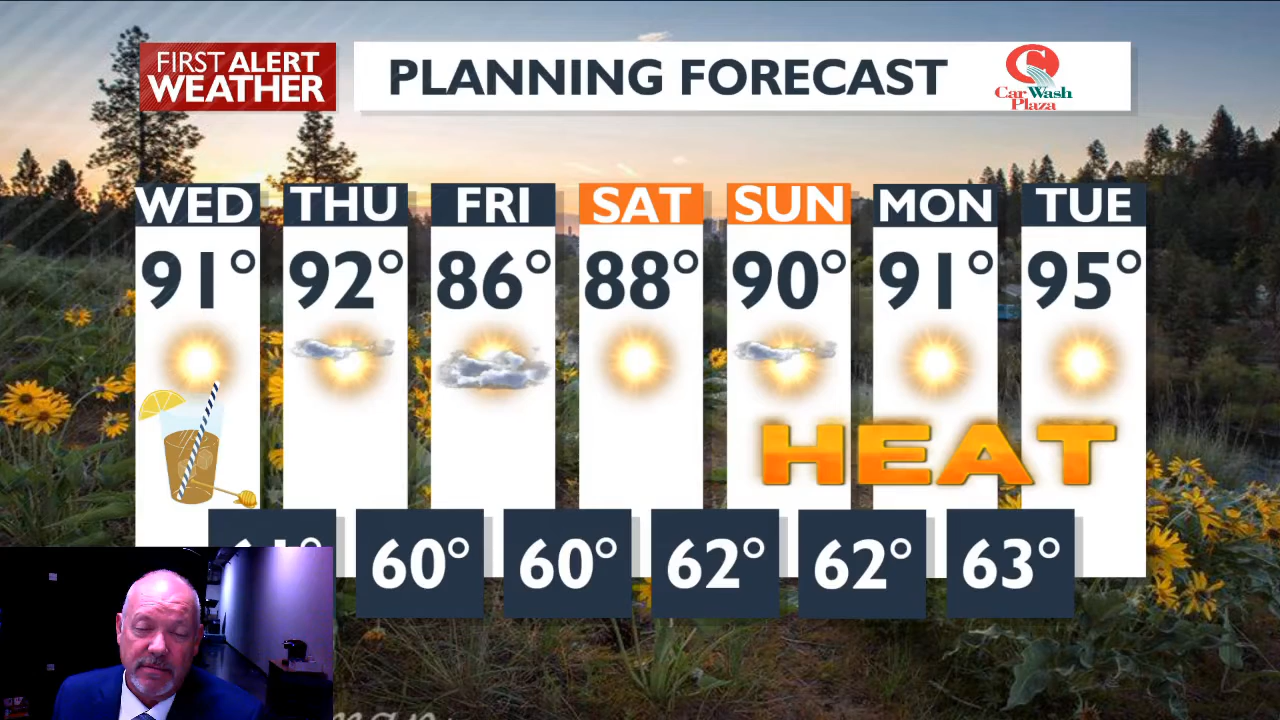 FIRST ALERT
WEATHER
PLANNING FORECAST
Car Wash
Plaza
WED THU FRI SAT SUN MON TUE
91° 92° 86° 88° 90° 91° 95°
HEAT
60° 60° 62° 62° 63°